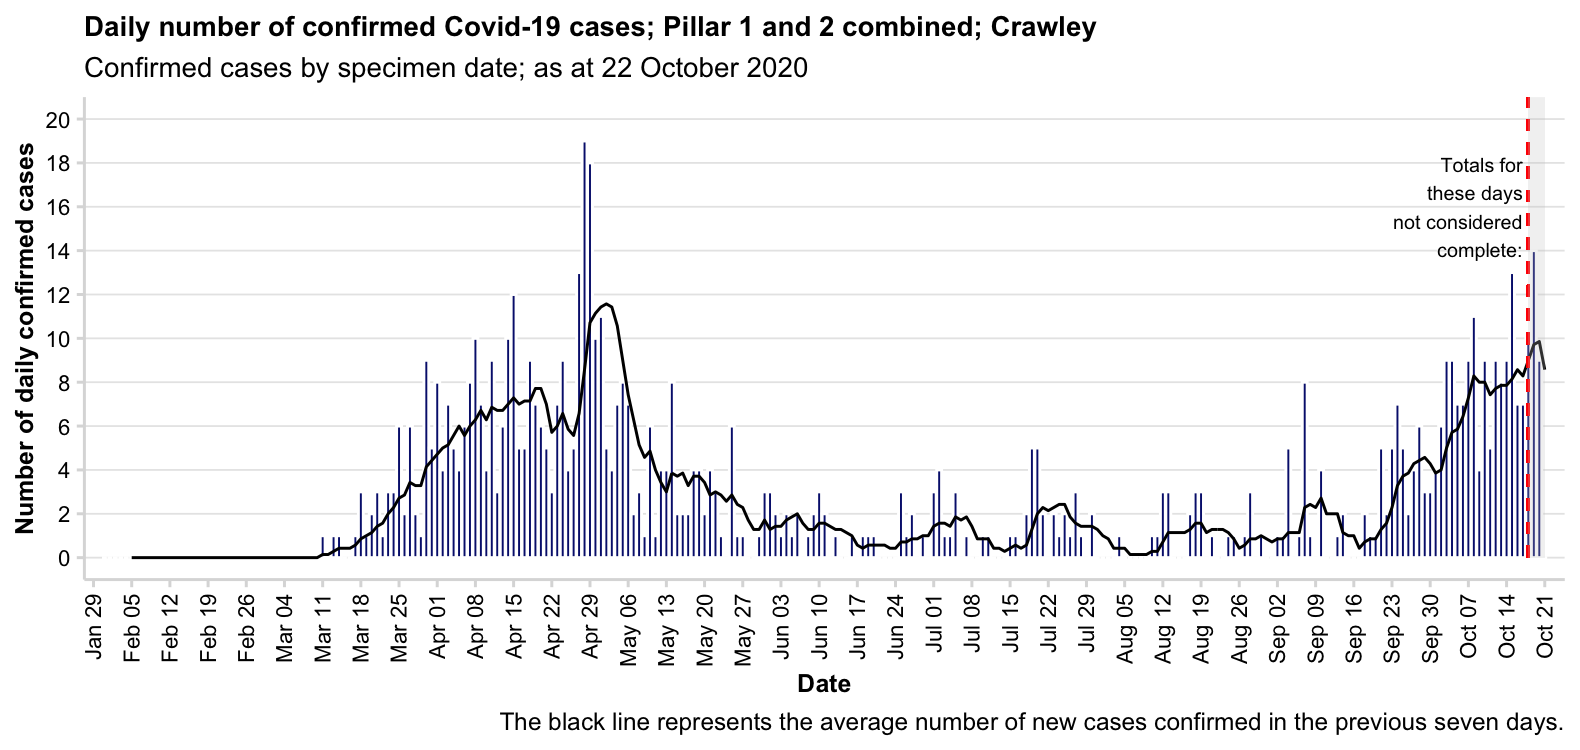 Daily number of confirmed Covid-19 cases; Pillar 1 and 2 combined; Crawley
Confirmed cases by specimen date; as at 22 October 2020
Number of daily confirmed cases
20
18
16
14
12
10
8
6
4
2
0
Totals for
these days
not considered
complete:
Jan 29
Feb 05
Feb 12
Feb 19
Feb 26
Mar 04
Mar 11
Mar 18
Mar 25
Apr 01
Apr 08
Apr 15
Apr 22
Apr 29
May 06
May 13
May 20
May 27
Jun 03
Jun 10
Jun 17
Jun 24
Jul 01
Jul 08
Jul 15
Jul 22
Jul 29
Aug 05
Aug 12
Aug 19
Aug 26
Sep 02
Sep 09
Sep 16
Sep 23
Sep 30
Oct 07
Oct 14
Oct 21
Date
The black line represents the average number of new cases confirmed in the previous seven days.